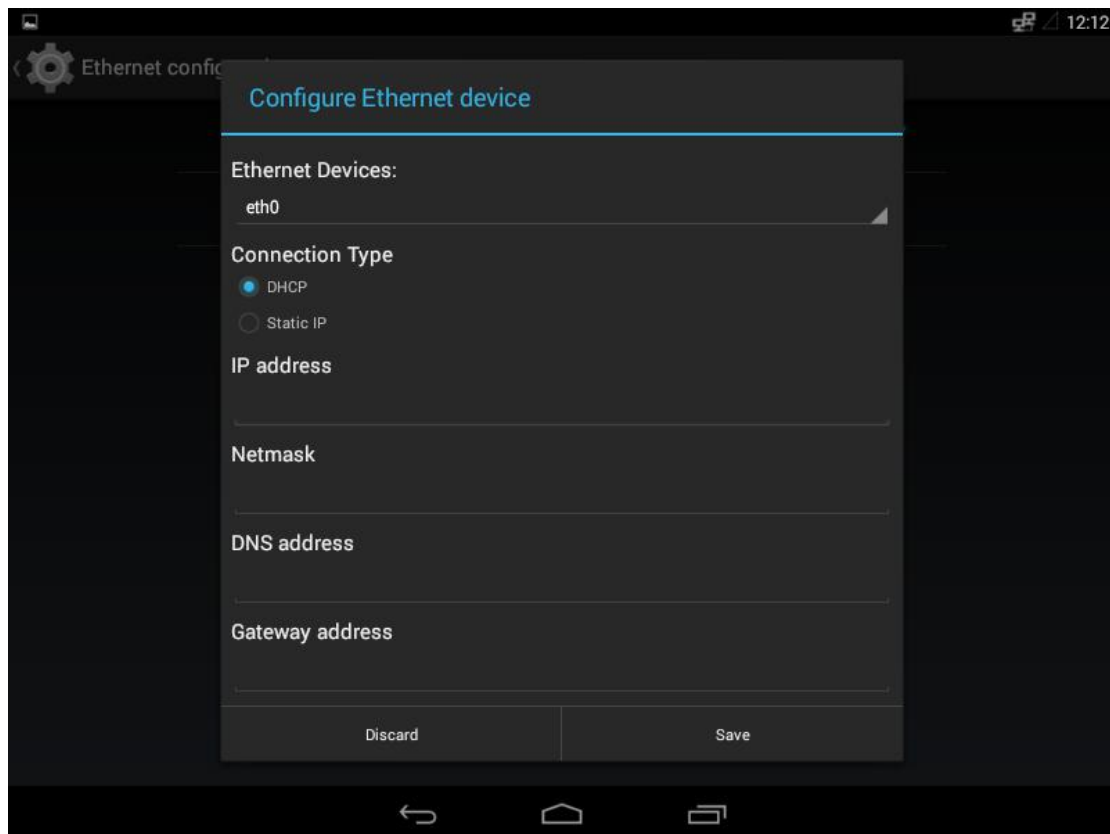 12:12
Ethernet config
Configure Ethernet device
Ethernet Devices:
eth0
Connection Type
DHCP
Static IP
IP address
Netmask
DNS address
Gateway address
Discard
Save